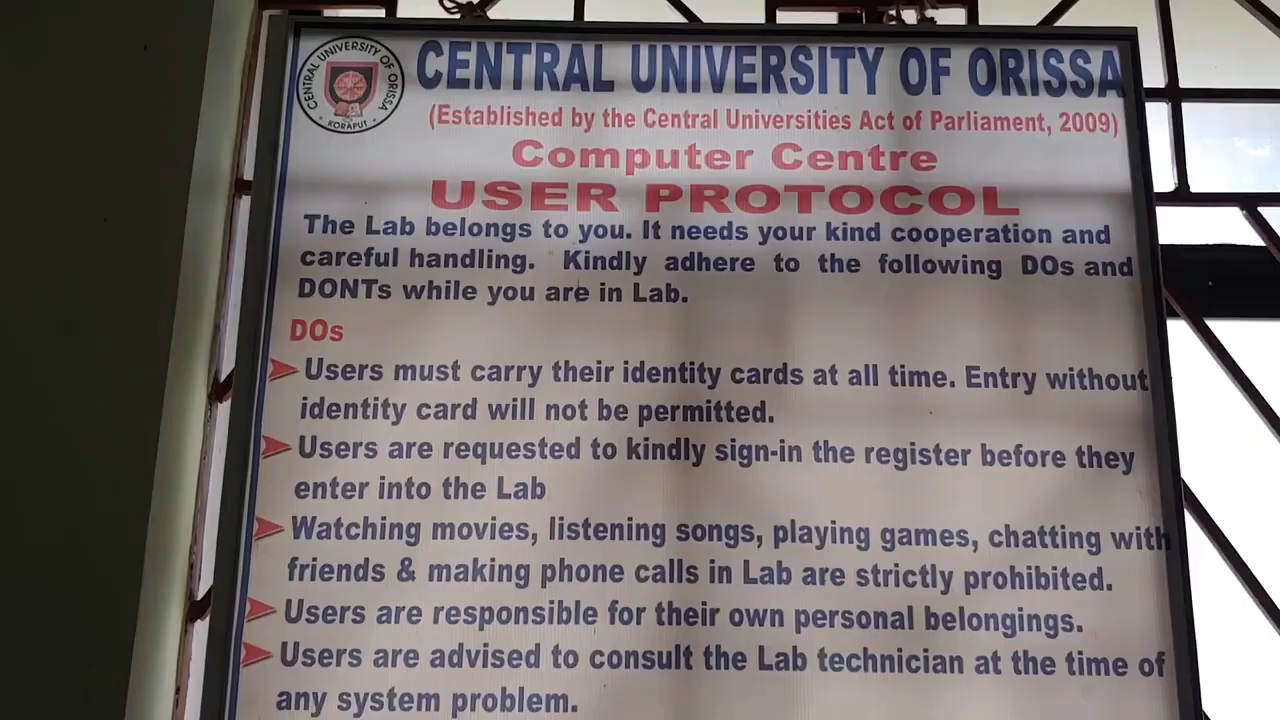 CENTRAL UNIVERSITY OF ORISSA
KORAPUT
CENTRAL UNIVERSITY OF ORISSA
(Established by the Central Universities Act of Parliament, 2009)
Computer Centre
USER PROTOCOL
The Lab belongs to you. It needs your kind cooperation and
careful handling. Kindly adhere to the following DOs and
DONTs while you are in Lab.
DOs
Users must carry their identity cards at all time. Entry without
identity card will not be permitted.
Users are requested to kindly sign-in the register before they
enter into the Lab
Watching movies, listening songs, playing games, chatting with
friends & making phone calls in Lab are strictly prohibited.
Users are responsible for their own personal belongings.
Users are advised to consult the Lab technician at the time of
any system problem.